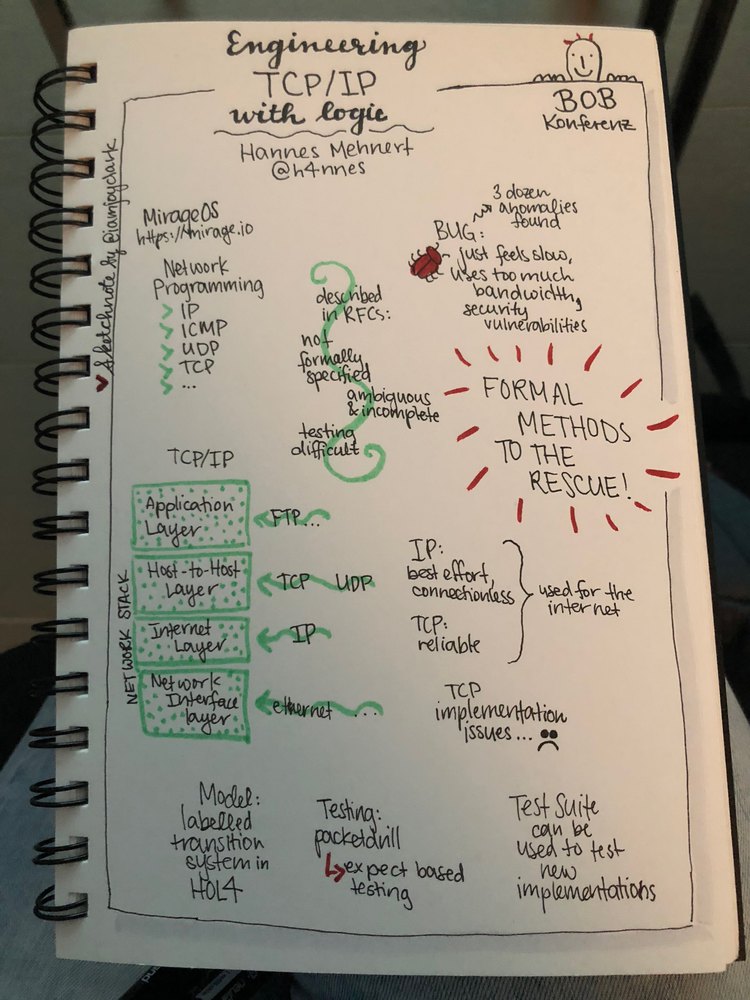 Engineering
TCP/IP
with logic
Hannes Mehnert
@h4nnes
BOB
Konferenz
Sketchnote by @iamjoyclark
MirageOS
https://mirage.io
Network
Programming
IP
ICMP
UDP
TCP
...
described
in RFCs:
not
formally
specified
ambiguous
& incomplete
testing
difficult
3 dozen
anomalies
found
BUG:
just feels slow,
uses too much
bandwidth,
security
vulnerabilities
FORMAL
METHODS
TO THE
RESCUE!
TCP/IP
NETWORK STACK
Application
Layer
FTP...
Host-to-Host
Layer
TCP UDP
Internet
Layer
IP
Network
Interface
layer
ethernet ...
IP:
best effort,
connectionless
TCP:
reliable
used for the
internet
TCP
implementation
issues...
Model:
labelled
transition
system in
HOL4
Testing:
packetdrill
expect based
testing
Test Suite
can be
used to test
new
implementations